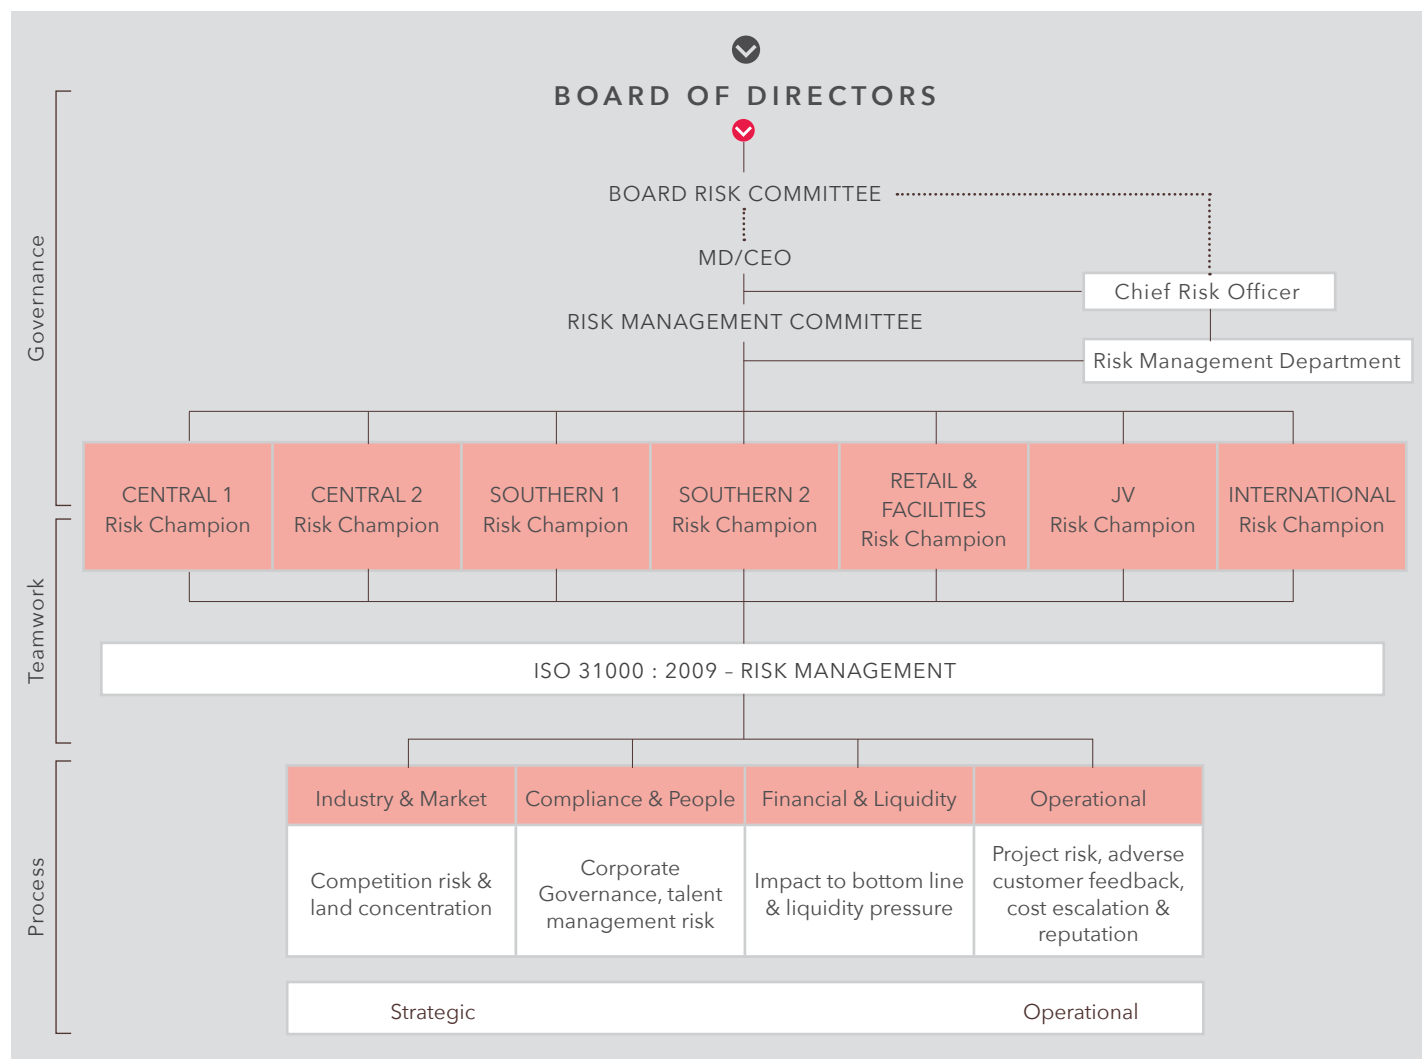 BOARD OF DIRECTORS
BOARD RISK COMMITTEE
MD/CEO
Chief Risk Officer
RISK MANAGEMENT COMMITTEE
Risk Management Department
Governance
CENTRAL 1
Risk Champion
CENTRAL 2
Risk Champion
SOUTHERN 1
Risk Champion
SOUTHERN 2
Risk Champion
RETAIL &
FACILITIES
Risk Champion
JV
Risk Champion
INTERNATIONAL
Risk Champion
Teamwork
ISO 31000 : 2009 – RISK MANAGEMENT
Process
Industry & Market
Compliance & People
Financial & Liquidity
Operational
Competition risk &
land concentration
Corporate
Governance, talent
management risk
Impact to bottom line
& liquidity pressure
Project risk, adverse
customer feedback,
cost escalation &
reputation
Strategic
Operational